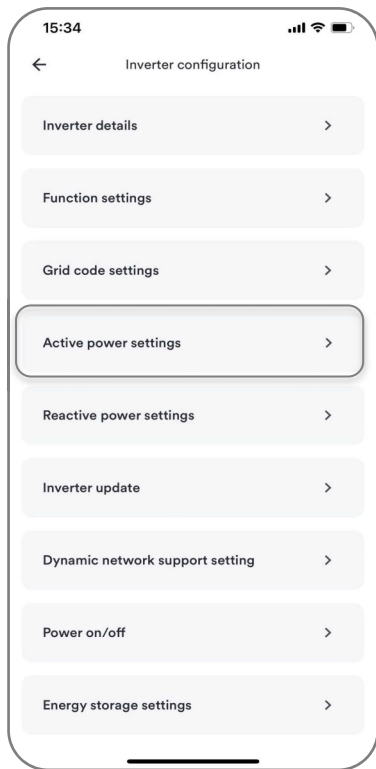 15:34
Inverter configuration
Inverter details
Function settings
Grid code settings
Active power settings
Reactive power settings
Inverter update
Dynamic network support setting
Power on/off
Energy storage settings